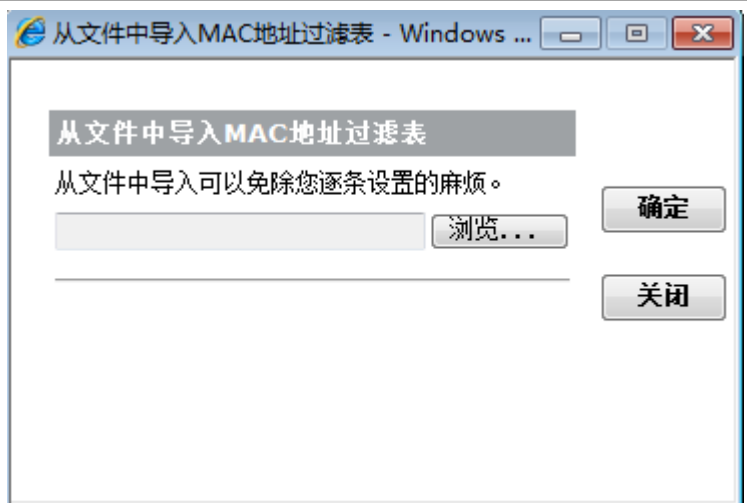 从文件中导入MAC地址过滤表 - Windows ...
从文件中导入MAC地址过滤表
从文件中导入可以免除您逐条设置的麻烦。
确定
浏览...
关闭